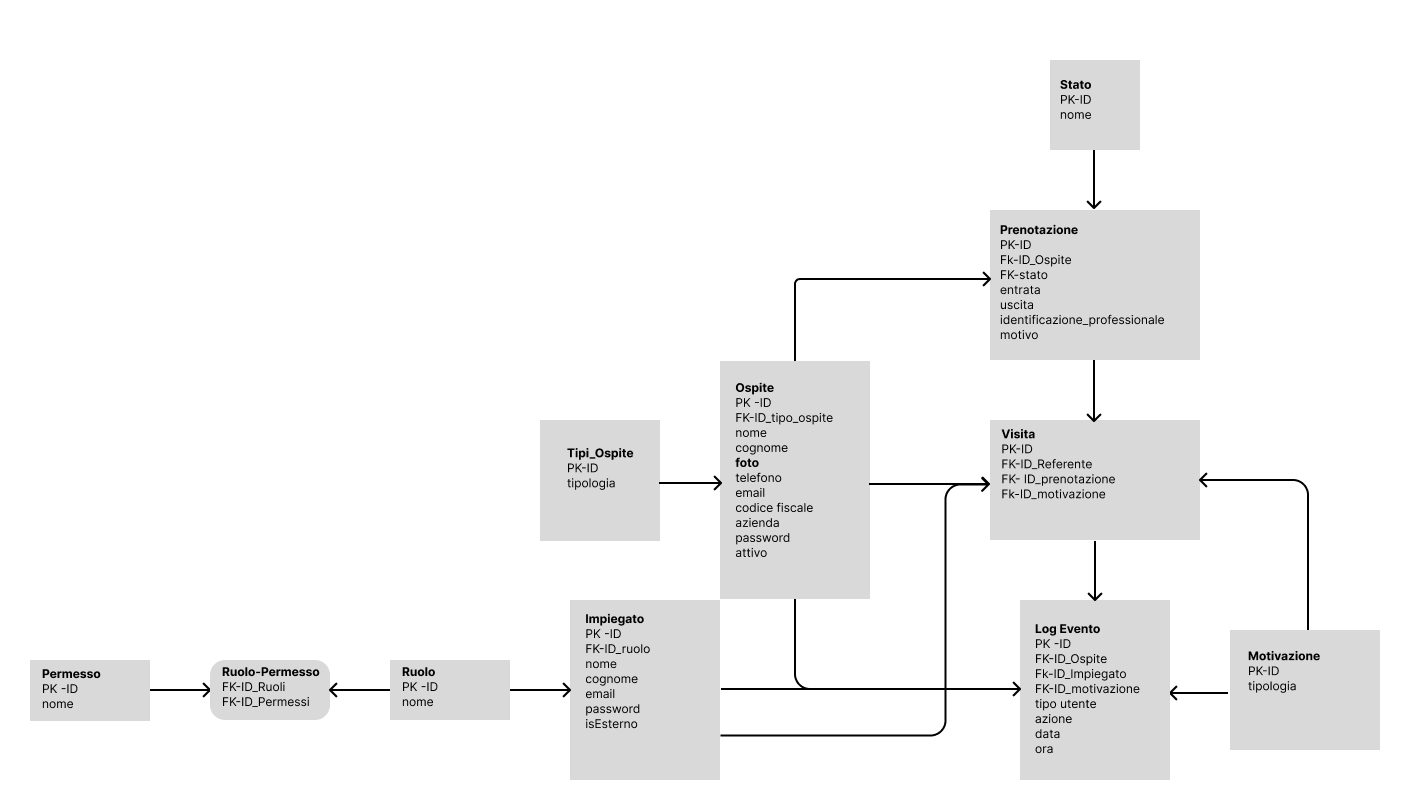 Stato
PK-ID
nome
Prenotazione
PK-ID
Fk-ID_Ospite
FK-stato
entrata
uscita
identificazione_professionale
motivo
Ospite
PK -ID
FK-ID_tipo_ospite
nome
cognome
foto
telefono
email
codice fiscale
azienda
password
attivo
Tipi_Ospite
PK-ID
tipologia
Visita
PK-ID
FK-ID_Referente
FK- ID_prenotazione
Fk-ID_motivazione
Impiegato
PK -ID
FK-ID_ruolo
nome
cognome
email
password
isEsterno
Log Evento
PK -ID
FK-ID_Ospite
Fk-ID_Impiegato
FK-ID_motivazione
tipo utente
azione
data
ora
Motivazione
PK-ID
tipologia
Permesso
PK -ID
nome
Ruolo-Permesso
FK-ID_Ruoli
FK-ID_Permessi
Ruolo
PK -ID
nome